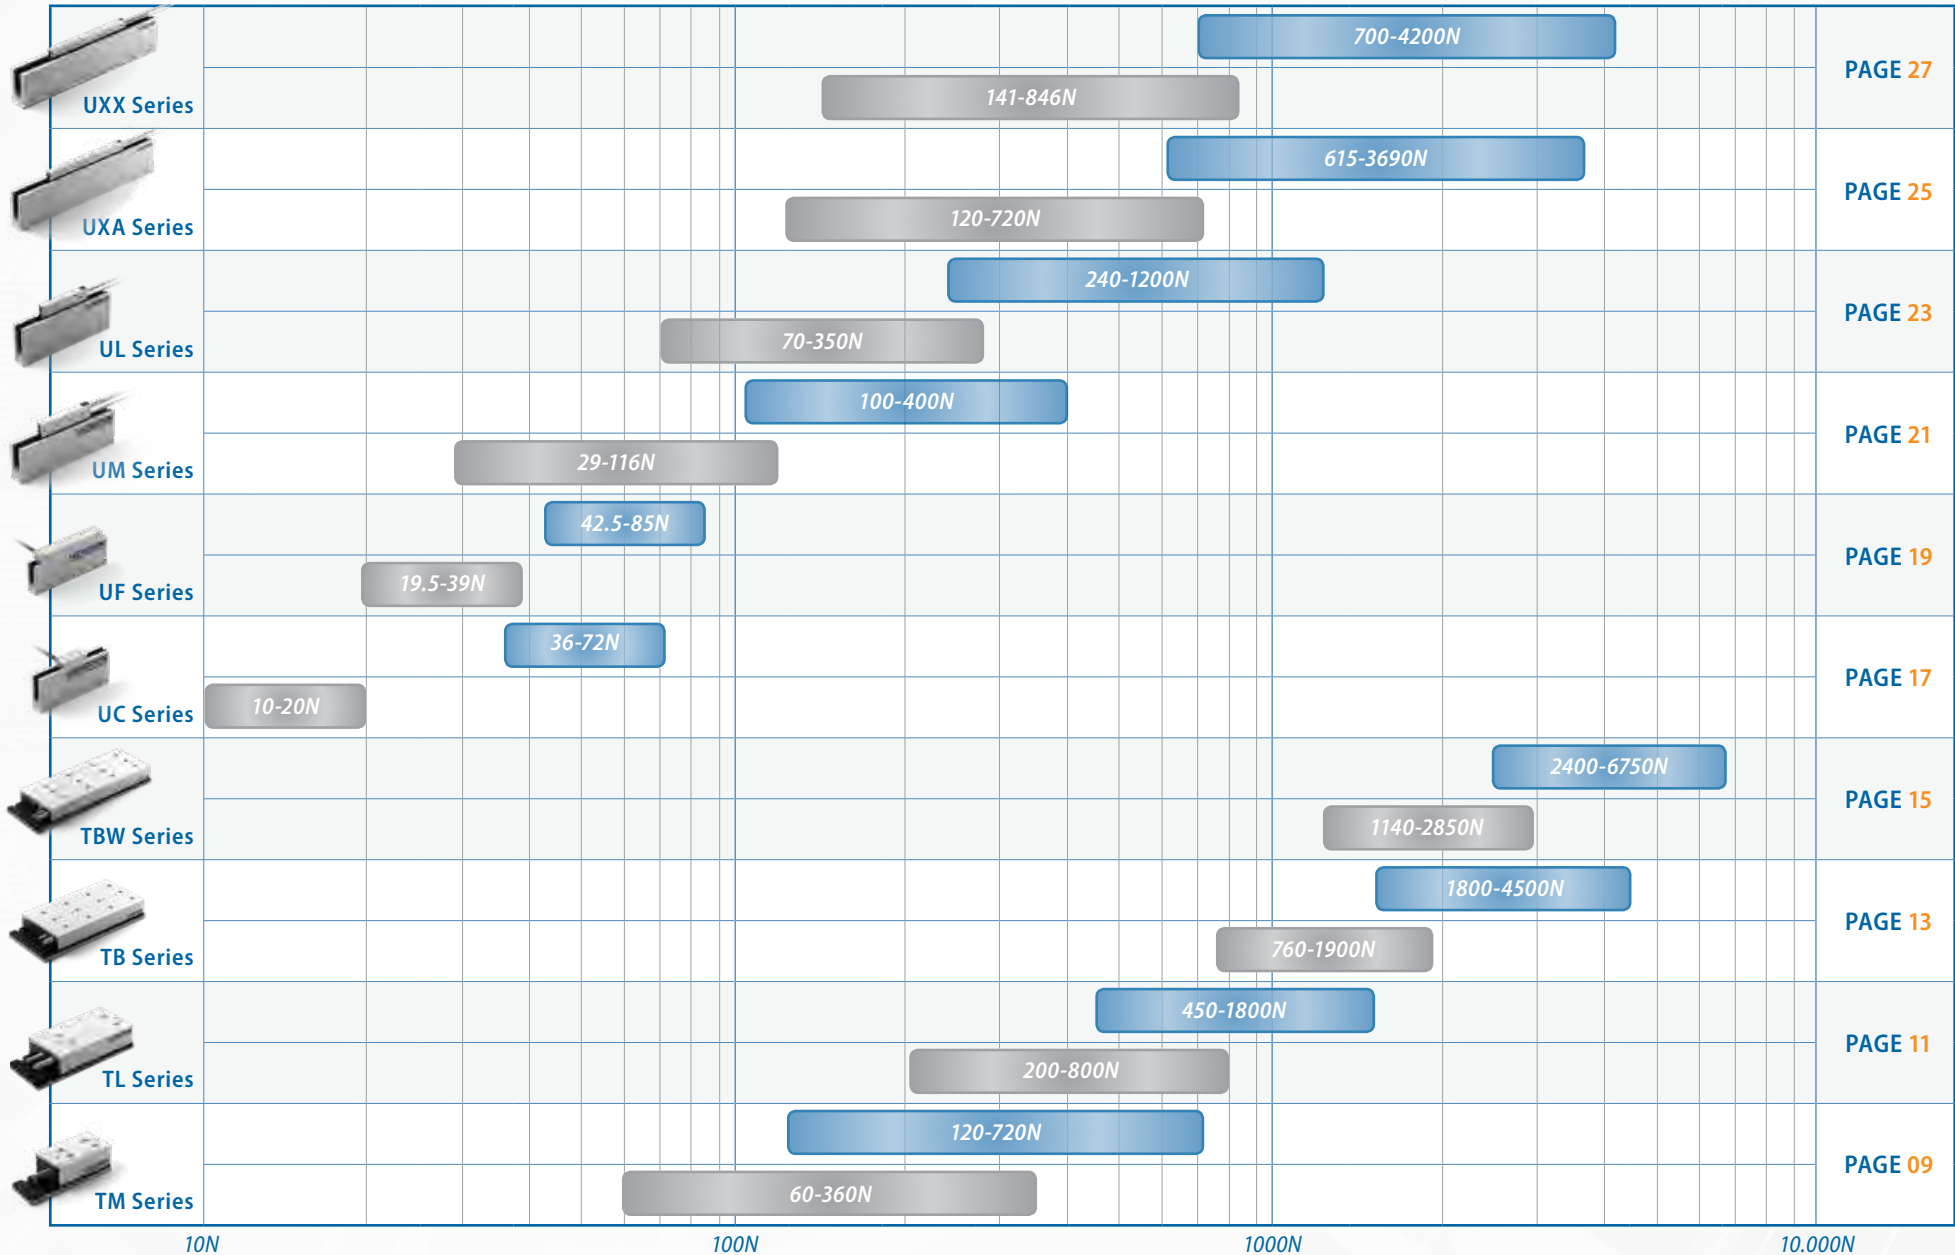 700-4200N
PAGE 27
141-846N
UXX Series
615-3690N
PAGE 25
120-720N
UXA Series
240-1200N
PAGE 23
70-350N
UL Series
100-400N
PAGE 21
29-116N
UM Series
42.5-85N
PAGE 19
19.5-39N
UF Series
36-72N
PAGE 17
10-20N
UC Series
2400-6750N
PAGE 15
1140-2850N
TBW Series
1800-4500N
PAGE 13
760-1900N
TB Series
450-1800N
PAGE 11
200-800N
TL Series
120-720N
PAGE 09
60-360N
TM Series
10N 100N 1000N 10.000N